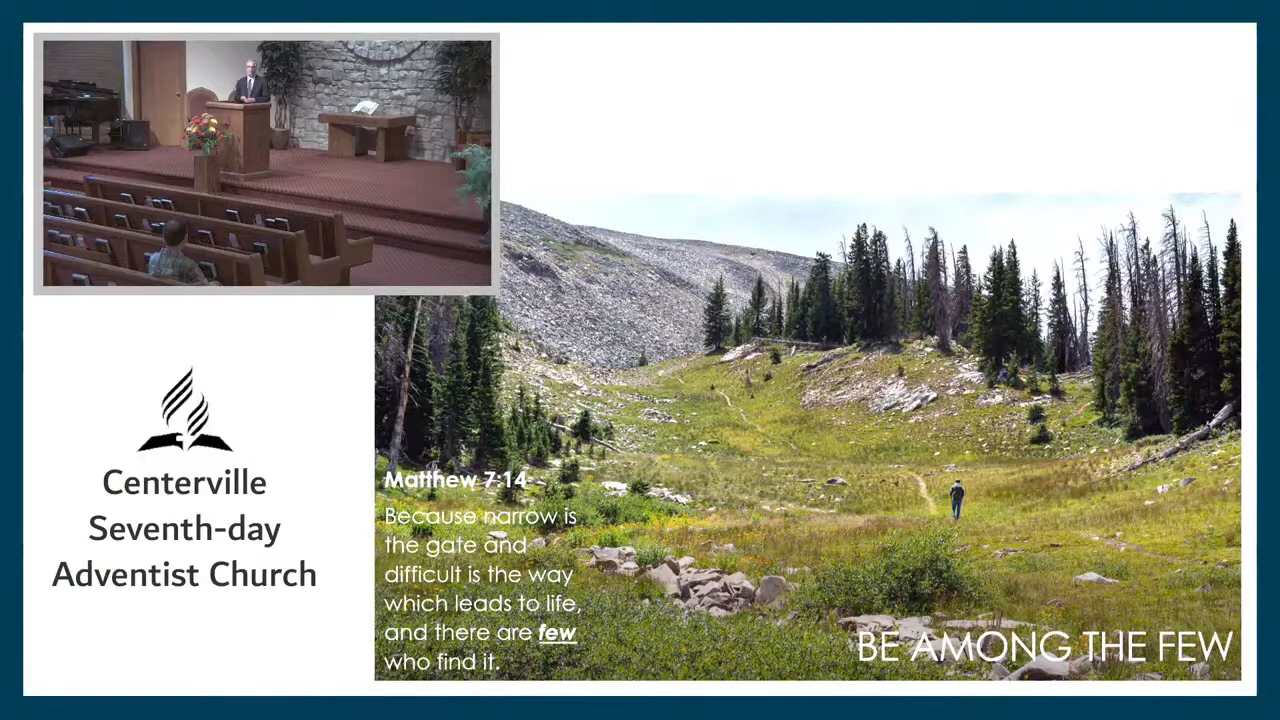 Centerville
Seventh-day
Adventist Church
Matthew 7:14
Because narrow is
the gate and
difficult is the way
which leads to life,
and there are few
who find it.
BE AMONG THE FEW